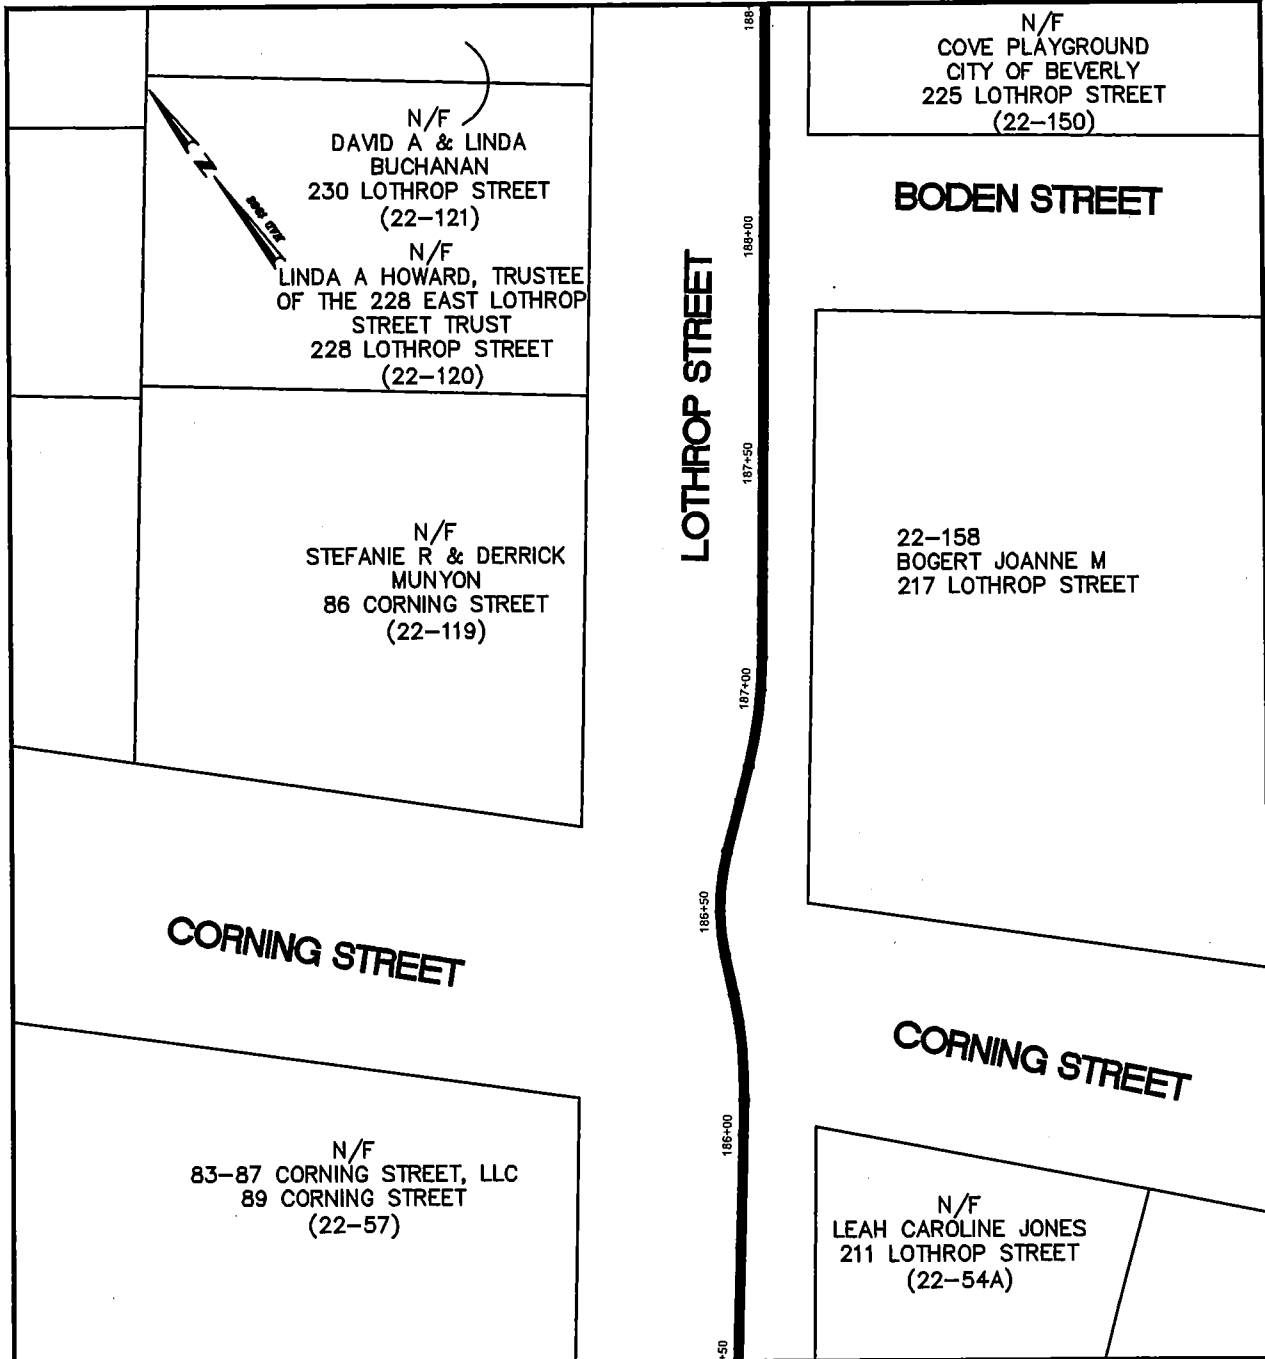 188+
N/F
COVE PLAYGROUND
CITY OF BEVERLY
225 LOTHROP STREET
(22-150)
N/F
DAVID A & LINDA
BUCHANAN
230 LOTHROP STREET
(22-121)
N
BODEN STREET
188+00
N/F
LINDA A HOWARD, TRUSTEE
OF THE 228 EAST LOTHROP
STREET TRUST
228 LOTHROP STREET
(22-120)
LOTHROP STREET
187+50
N/F
STEFANIE R & DERRICK
MUNYON
86 CORNING STREET
(22-119)
22-158
BOGERT JOANNE M
217 LOTHROP STREET
187+00
186+50
CORNING STREET
CORNING STREET
186+00
N/F
83-87 CORNING STREET, LLC
89 CORNING STREET
(22-57)
N/F
LEAH CAROLINE JONES
211 LOTHROP STREET
(22-54A)
+50